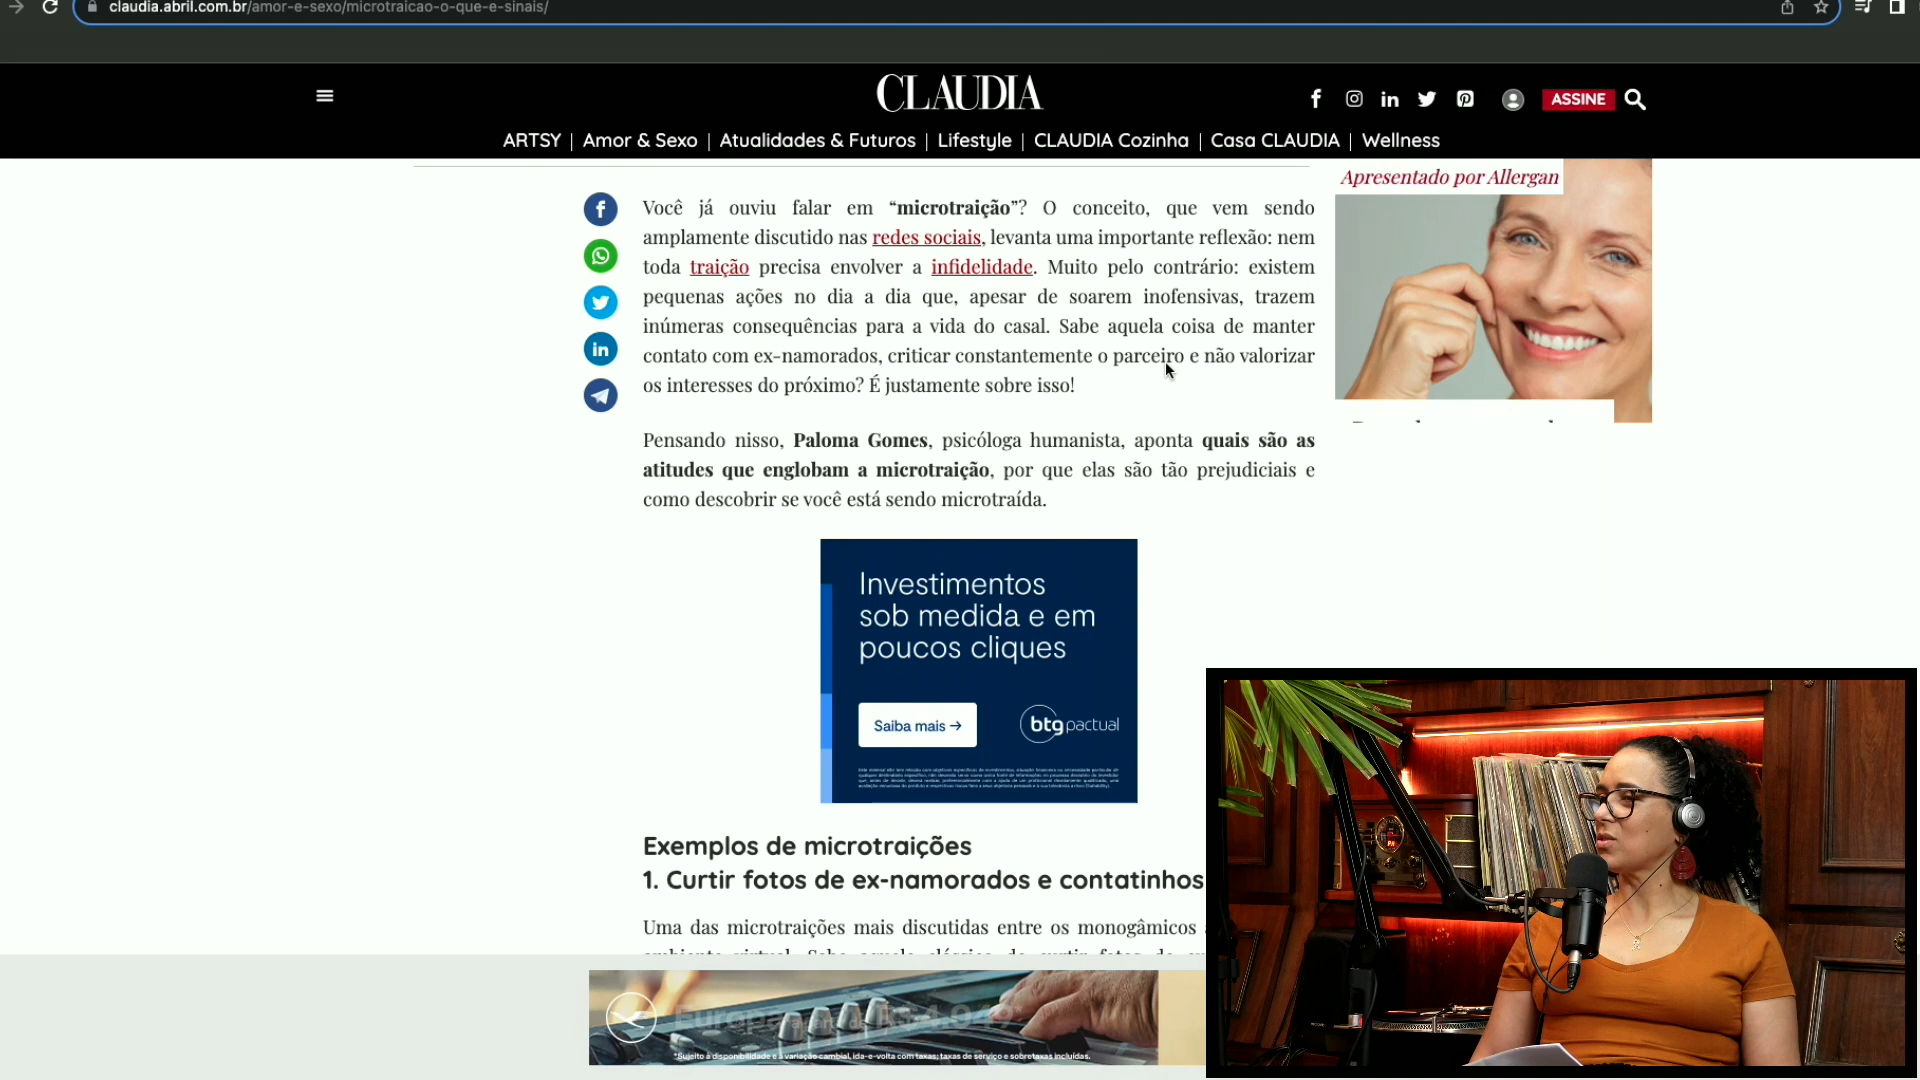 claudia.abril.com.br/amor-e-sexo/microtraicao-o-que-e-sinais/
CLAUDIA
ASSINE
ARTSY | Amor & Sexo | Atualidades & Futuros | Lifestyle | CLAUDIA Cozinha | Casa CLAUDIA | Wellness
Apresentado por Allergan
Você já ouviu falar em “microtraição”? O conceito, que vem sendo
amplamente discutido nas redes sociais, levanta uma importante reflexão: nem
toda traição precisa envolver a infidelidade. Muito pelo contrário: existem
pequenas ações no dia a dia que, apesar de soarem inofensivas, trazem
inúmeras consequências para a vida do casal. Sabe aquela coisa de manter
contato com ex-namorados, criticar constantemente o parceiro e não valorizar
os interesses do próximo? É justamente sobre isso!
Pensando nisso, Paloma Gomes, psicóloga humanista, aponta quais são as
atitudes que englobam a microtraição, por que elas são tão prejudiciais e
como descobrir se você está sendo microtraída.
Investimentos
sob medida e em
poucos cliques
Saiba mais →
btgpactual
Exemplos de microtraições
1. Curtir fotos de ex-namorados e contatinhos
Uma das microtraições mais discutidas entre os monogâmicos
Europa
*Sujeito a disponibilidade e à variação cambial, ida-e-volta com taxas; taxas de serviço e sobretaxas incluídas.